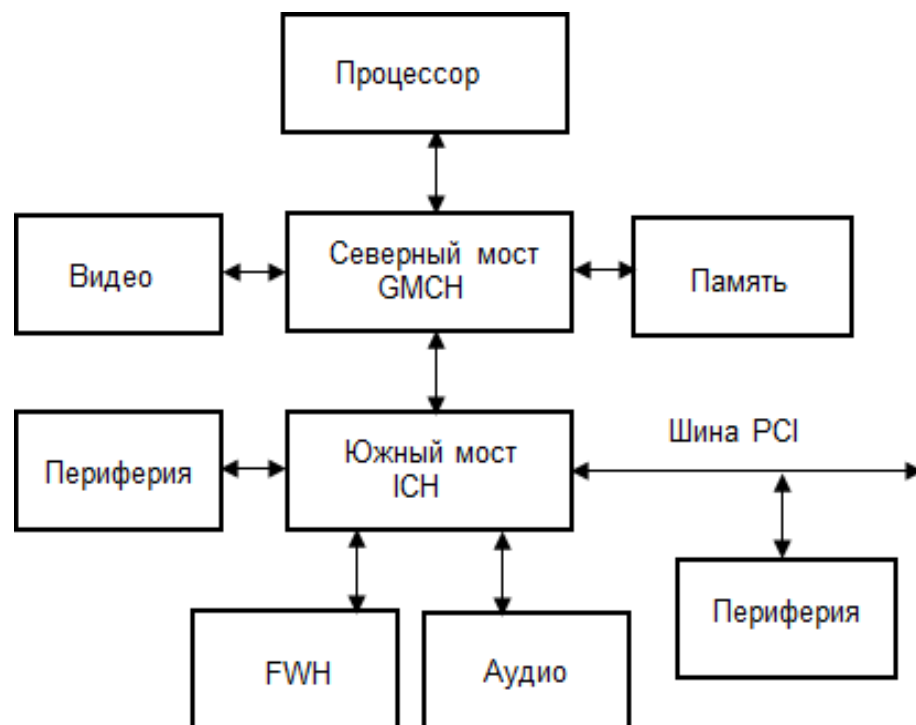 Процессор
Видео
Северный мост
GMCH
Память
Шина PCI
Периферия
Южный мост
ICH
Периферия
FWH
Аудио